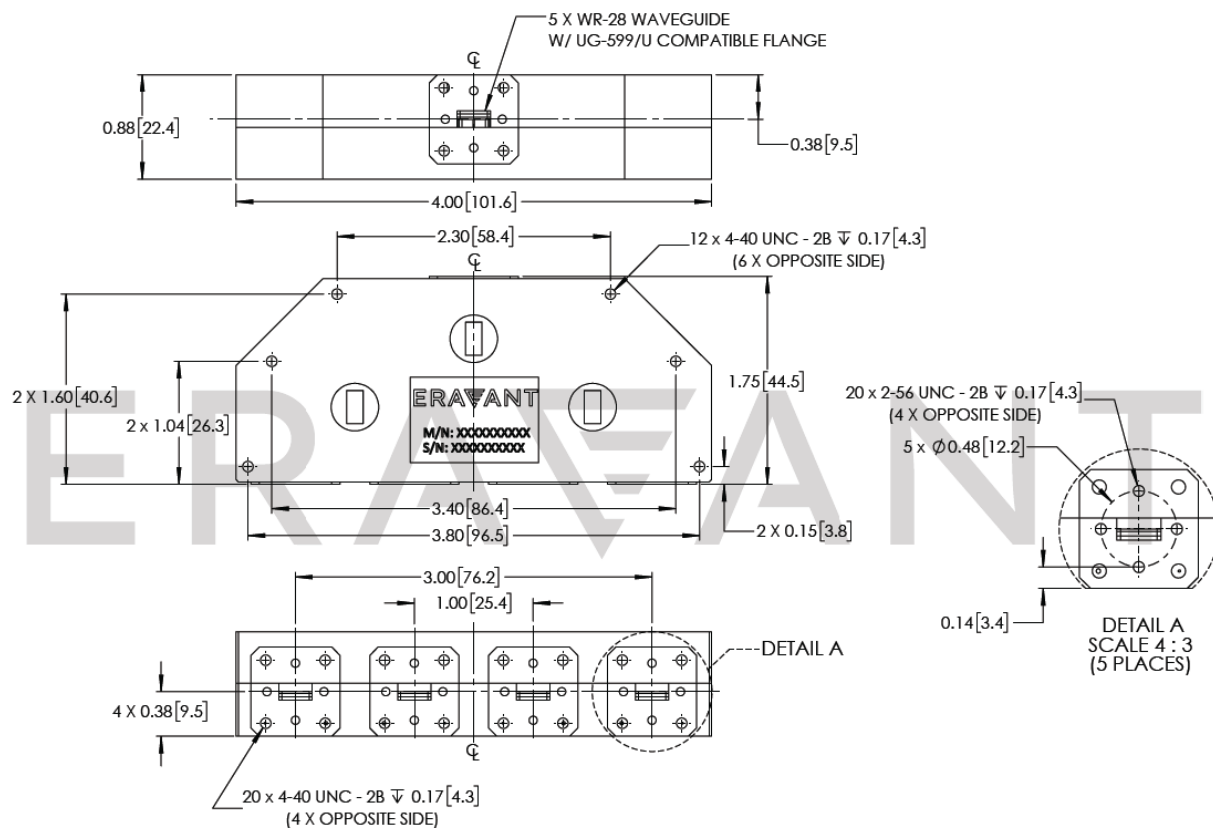 5 X WR-28 WAVEGUIDE
W/ UG-599/U COMPATIBLE FLANGE
℄
0.88[22.4]
0.38[9.5]
4.00[101.6]
2.30[58.4]
℄
12 x 4-40 UNC - 2B ↧ 0.17[4.3]
(6 X OPPOSITE SIDE)
2 X 1.60[40.6]
2 x 1.04[26.3]
1.75[44.5]
ERAVANT
M/N: XXXXXXXXXX
S/N: XXXXXXXXXX
ERAVANT
20 x 2-56 UNC - 2B ↧ 0.17[4.3]
(4 X OPPOSITE SIDE)
5 x ∅0.48[12.2]
3.40[86.4]
3.80[96.5]
2 X 0.15[3.8]
0.14[3.4]
DETAIL A
SCALE 4 : 3
(5 PLACES)
3.00[76.2]
1.00[25.4]
DETAIL A
4 X 0.38[9.5]
℄
20 x 4-40 UNC - 2B ↧ 0.17[4.3]
(4 X OPPOSITE SIDE)